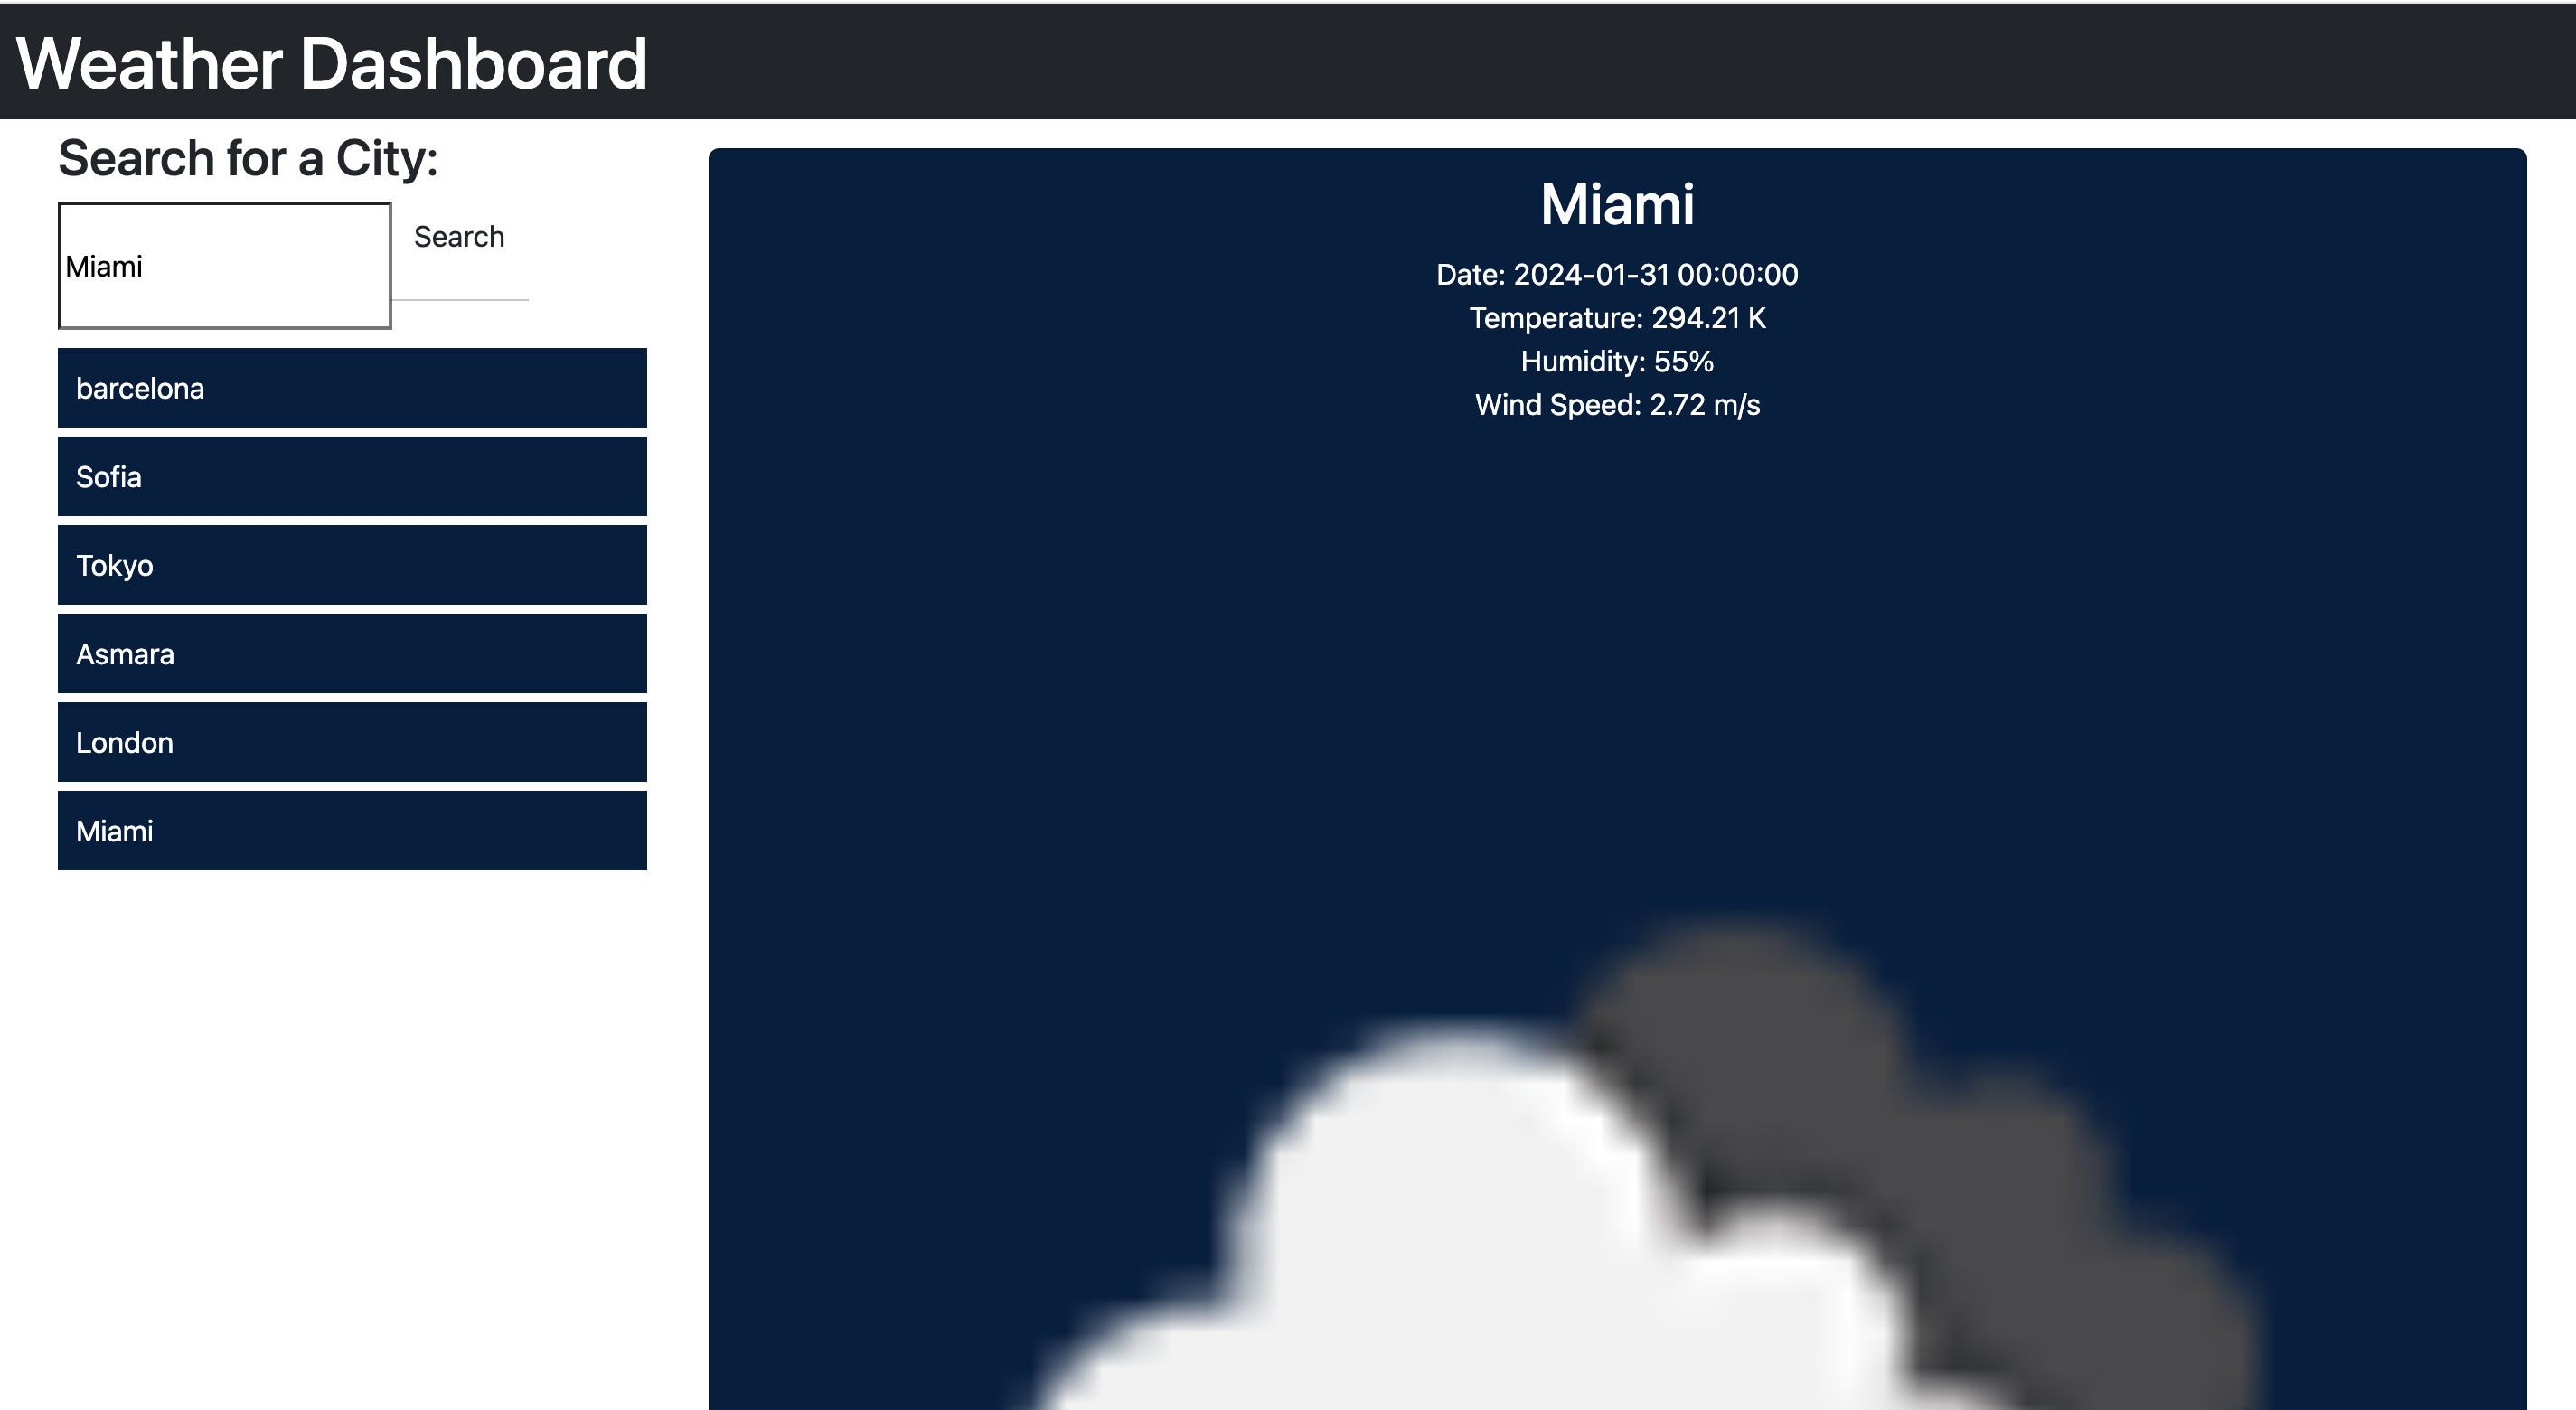 Weather Dashboard
Search for a City:
Miami
Search
barcelona
Sofia
Tokyo
Asmara
London
Miami
Miami
Date: 2024-01-31 00:00:00
Temperature: 294.21 K
Humidity: 55%
Wind Speed: 2.72 m/s